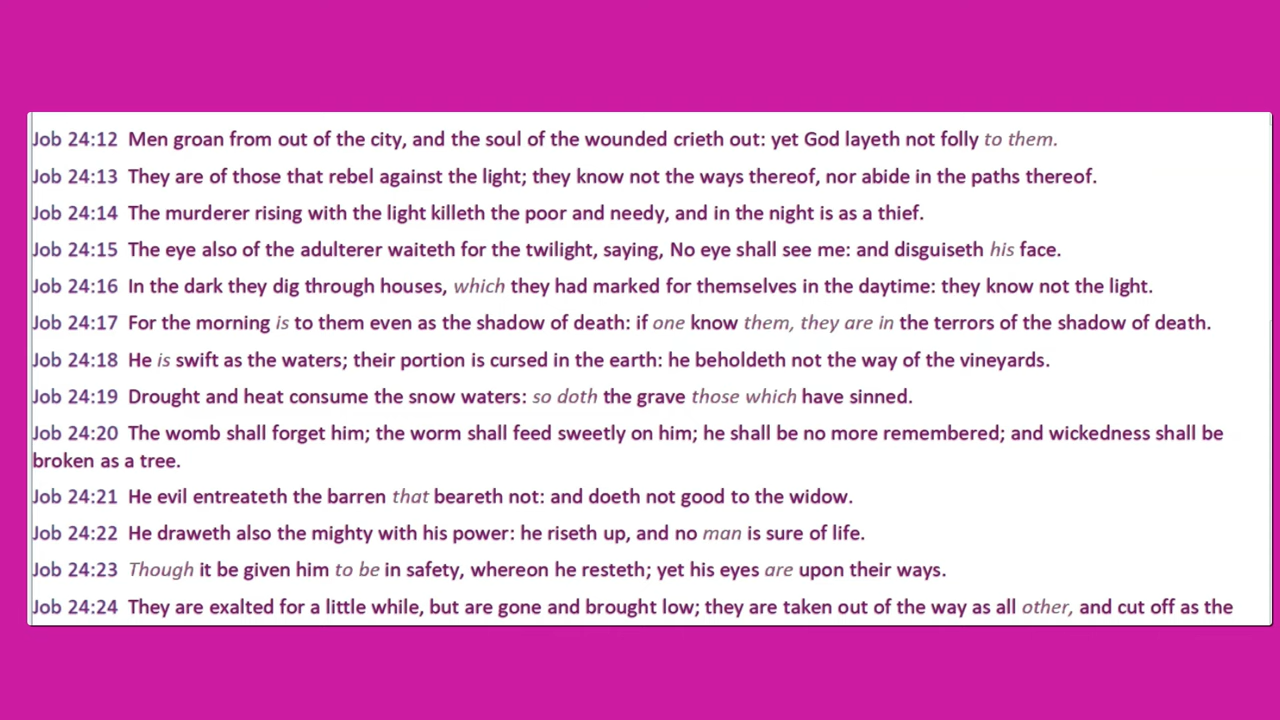 Job 24:12 Men groan from out of the city, and the soul of the wounded crieth out: yet God layeth not folly to them.
Job 24:13 They are of those that rebel against the light; they know not the ways thereof, nor abide in the paths thereof.
Job 24:14 The murderer rising with the light killeth the poor and needy, and in the night is as a thief.
Job 24:15 The eye also of the adulterer waiteth for the twilight, saying, No eye shall see me: and disguiseth his face.
Job 24:16 In the dark they dig through houses, which they had marked for themselves in the daytime: they know not the light.
Job 24:17 For the morning is to them even as the shadow of death: if one know them, they are in the terrors of the shadow of death.
Job 24:18 He is swift as the waters; their portion is cursed in the earth: he beholdeth not the way of the vineyards.
Job 24:19 Drought and heat consume the snow waters: so doth the grave those which have sinned.
Job 24:20 The womb shall forget him; the worm shall feed sweetly on him; he shall be no more remembered; and wickedness shall be
broken as a tree.
Job 24:21 He evil entreateth the barren that beareth not: and doeth not good to the widow.
Job 24:22 He draweth also the mighty with his power: he riseth up, and no man is sure of life.
Job 24:23 Though it be given him to be in safety, whereon he resteth; yet his eyes are upon their ways.
Job 24:24 They are exalted for a little while, but are gone and brought low; they are taken out of the way as all other, and cut off as the